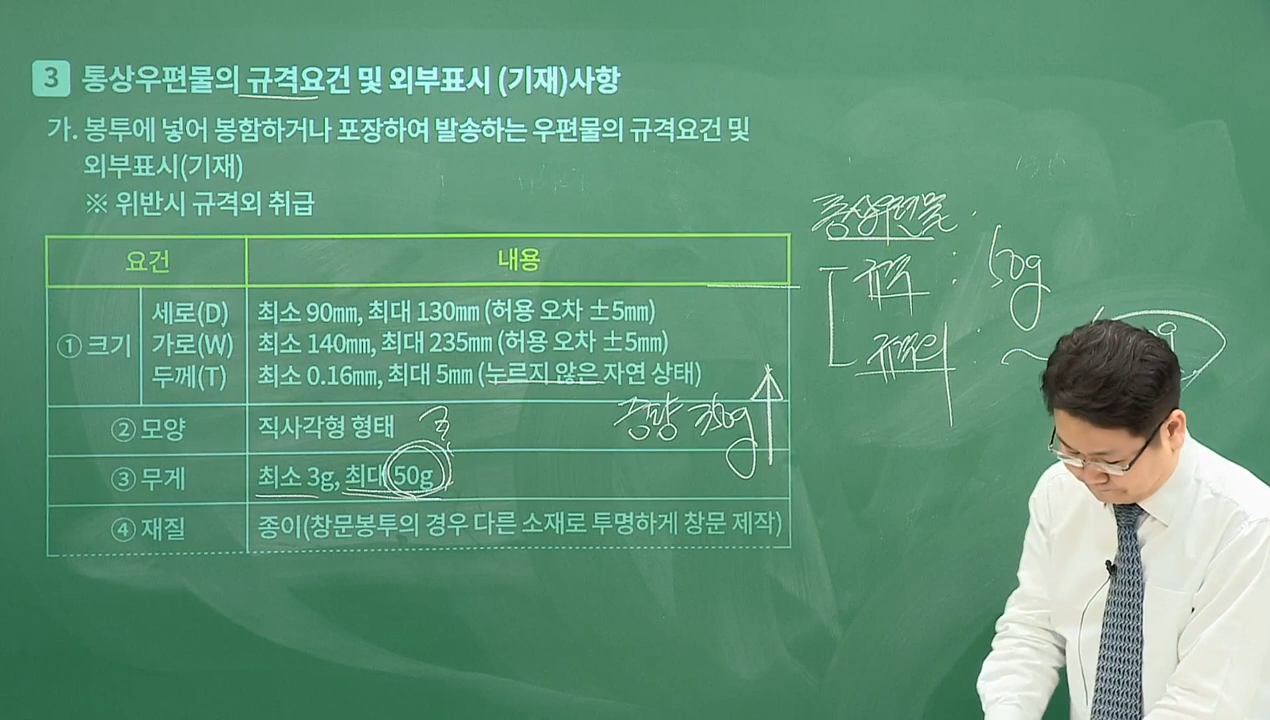 3 통상우편물의 규격요건 및 외부표시 (기재)사항
가. 봉투에 넣어 봉함하거나 포장하여 발송하는 우편물의 규격요건 및
외부표시(기재)
※ 위반시 규격외 취급
요건 내용
① 크기
세로(D) 최소 90㎜, 최대 130㎜ (허용 오차 ±5㎜)
가로(W) 최소 140㎜, 최대 235㎜ (허용 오차 ±5㎜)
두께(T) 최소 0.16㎜, 최대 5㎜ (누르지 않은 자연 상태)
② 모양 직사각형 형태
③ 무게 최소 3g, 최대 50g
④ 재질 종이(창문봉투의 경우 다른 소재로 투명하게 창문 제작)
통상우편물.
규격 : 50g
규격외 : ~
중량